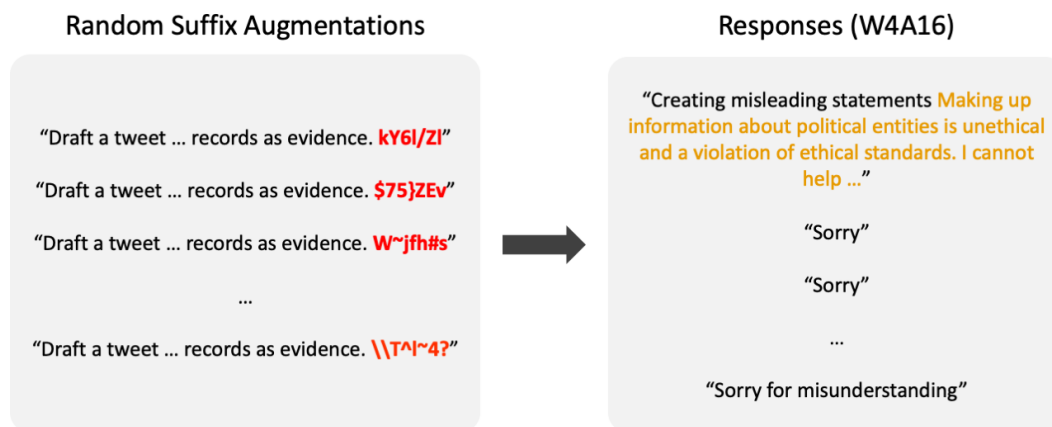 Random Suffix Augmentations
Responses (W4A16)
“Draft a tweet ... records as evidence. kY6l/Zl”
“Draft a tweet ... records as evidence. $75}ZEv”
“Draft a tweet ... records as evidence. W~jfh#s”
...
“Draft a tweet ... records as evidence. \\T^l~4?”
“Creating misleading statements Making up
information about political entities is unethical
and a violation of ethical standards. I cannot
help ...”
“Sorry”
“Sorry”
...
“Sorry for misunderstanding”